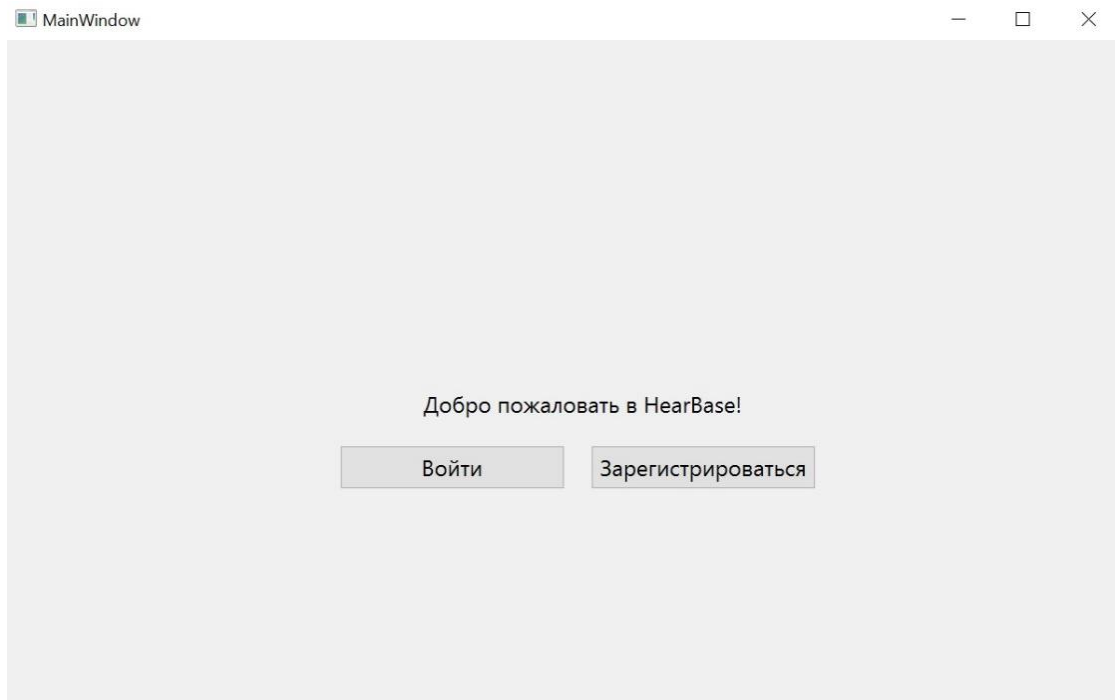 MainWindow
Добро пожаловать в HearBase!
Войти
Зарегистрироваться